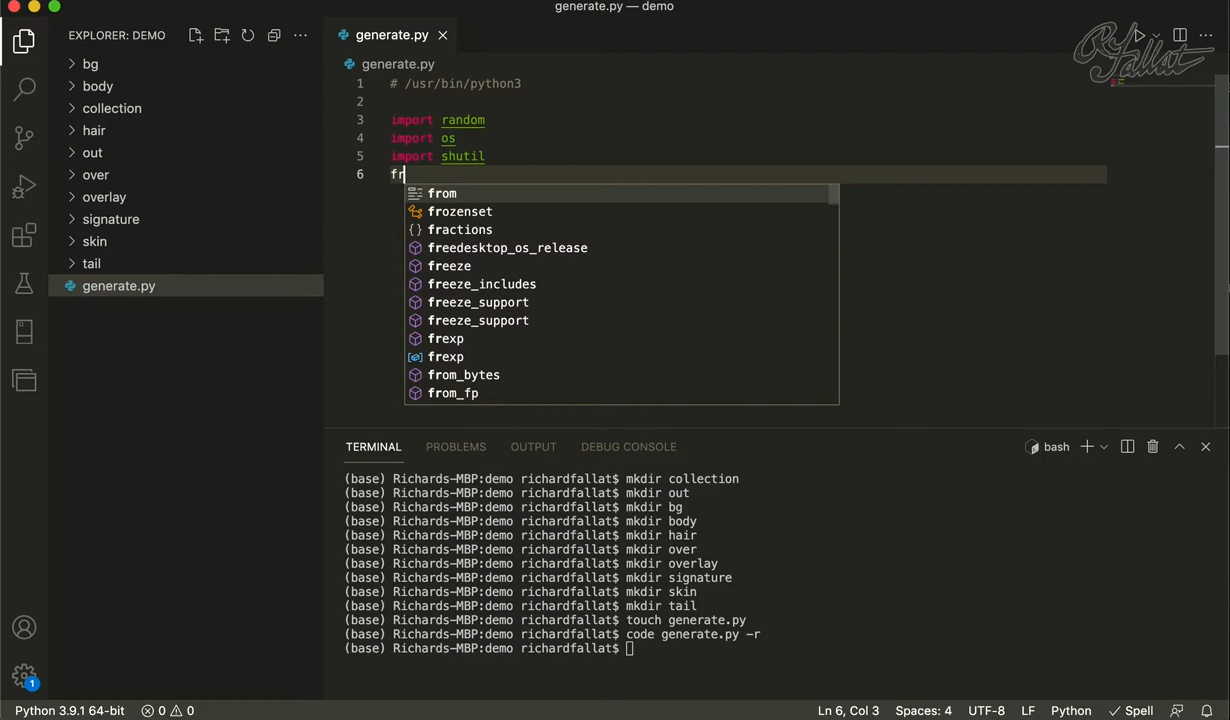 generate.py — demo
EXPLORER: DEMO
generate.py
bg
body
collection
hair
out
over
overlay
signature
skin
tail
generate.py
generate.py
1 # /usr/bin/python3
2
3 import random
4 import os
5 import shutil
6 fr
from
frozenset
fractions
freedesktop_os_release
freeze
freeze_includes
freeze_support
freeze_support
frexp
frexp
from_bytes
from_fp
TERMINAL PROBLEMS OUTPUT DEBUG CONSOLE bash
(base) Richards-MBP:demo richardfallat$ mkdir collection
(base) Richards-MBP:demo richardfallat$ mkdir out
(base) Richards-MBP:demo richardfallat$ mkdir bg
(base) Richards-MBP:demo richardfallat$ mkdir body
(base) Richards-MBP:demo richardfallat$ mkdir hair
(base) Richards-MBP:demo richardfallat$ mkdir over
(base) Richards-MBP:demo richardfallat$ mkdir overlay
(base) Richards-MBP:demo richardfallat$ mkdir signature
(base) Richards-MBP:demo richardfallat$ mkdir skin
(base) Richards-MBP:demo richardfallat$ mkdir tail
(base) Richards-MBP:demo richardfallat$ touch generate.py
(base) Richards-MBP:demo richardfallat$ code generate.py -r
(base) Richards-MBP:demo richardfallat$
1
Python 3.9.1 64-bit 0 0 Ln 6, Col 3 Spaces: 4 UTF-8 LF Python Spell